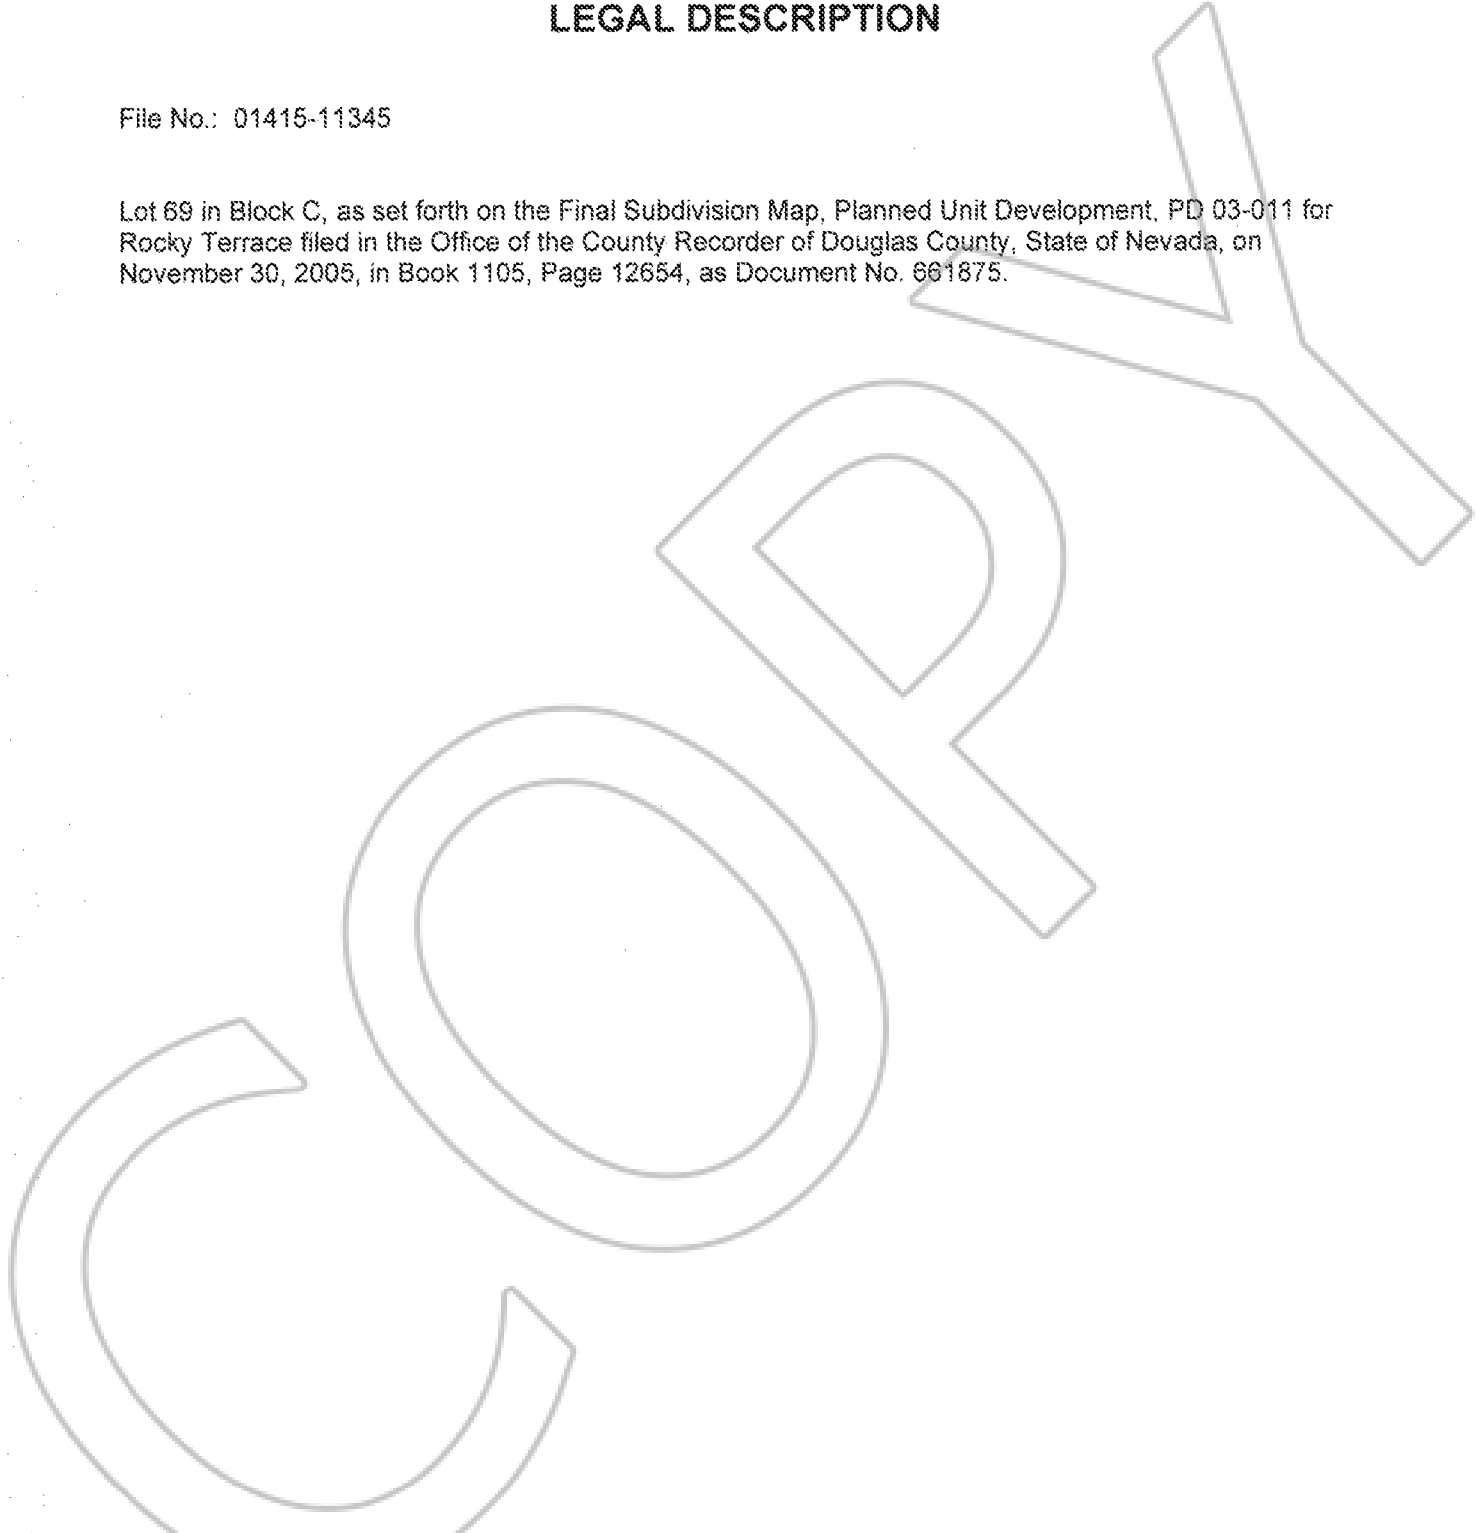 LEGAL DESCRIPTION
File No.: 01415-11345
Lot 69 in Block C, as set forth on the Final Subdivision Map, Planned Unit Development, PD 03-011 for
Rocky Terrace filed in the Office of the County Recorder of Douglas County, State of Nevada, on
November 30, 2005, in Book 1105, Page 12654, as Document No. 661875.
COPY